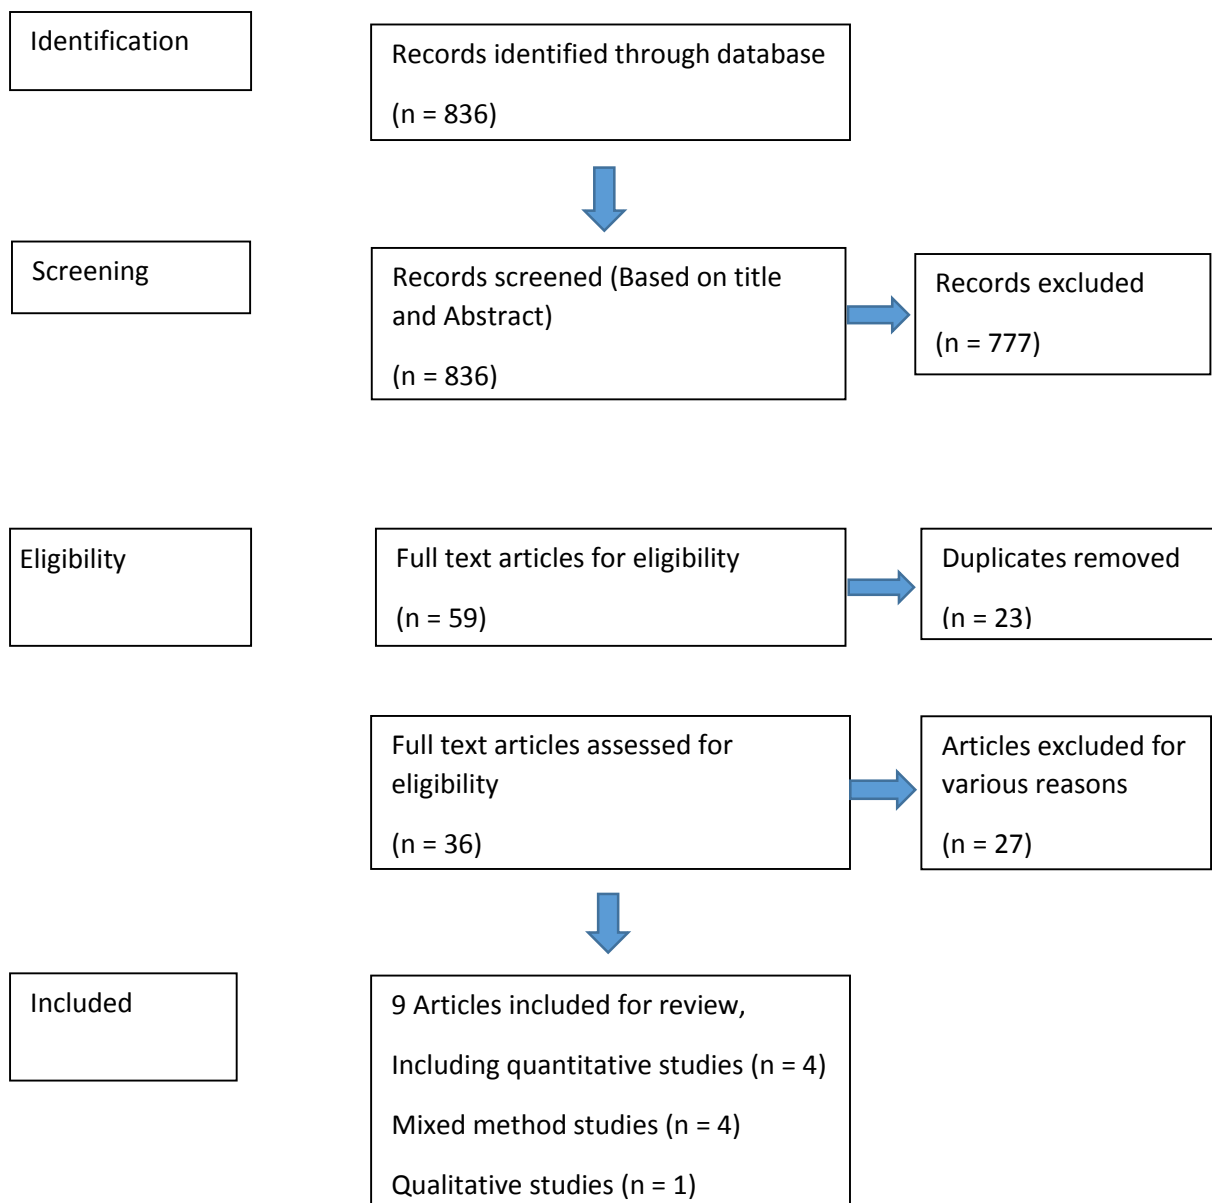 Identification
Records identified through database
(n = 836)
Screening
Records screened (Based on title
and Abstract)
(n = 836)
Records excluded
(n = 777)
Eligibility
Full text articles for eligibility
(n = 59)
Duplicates removed
(n = 23)
Full text articles assessed for
eligibility
(n = 36)
Articles excluded for
various reasons
(n = 27)
Included
9 Articles included for review,
Including quantitative studies (n = 4)
Mixed method studies (n = 4)
Qualitative studies (n = 1)